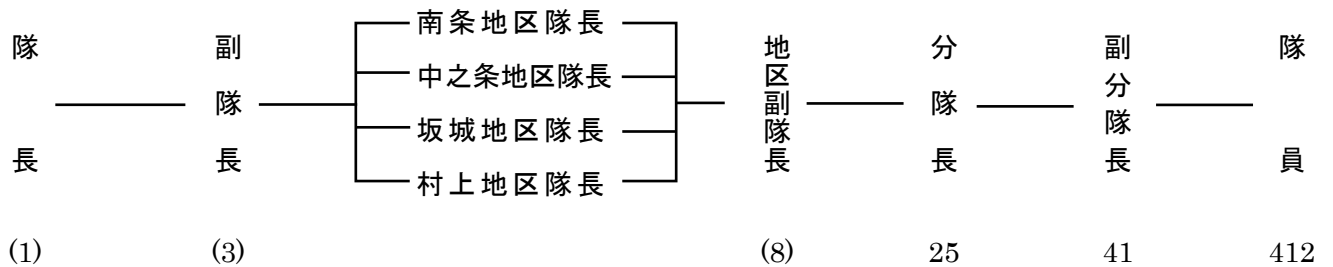 隊長
副隊長
南条地区隊長
中之条地区隊長
坂城地区隊長
村上地区隊長
地区副隊長
分隊長
副分隊長
隊員
(1) (3) (8) 25 41 412